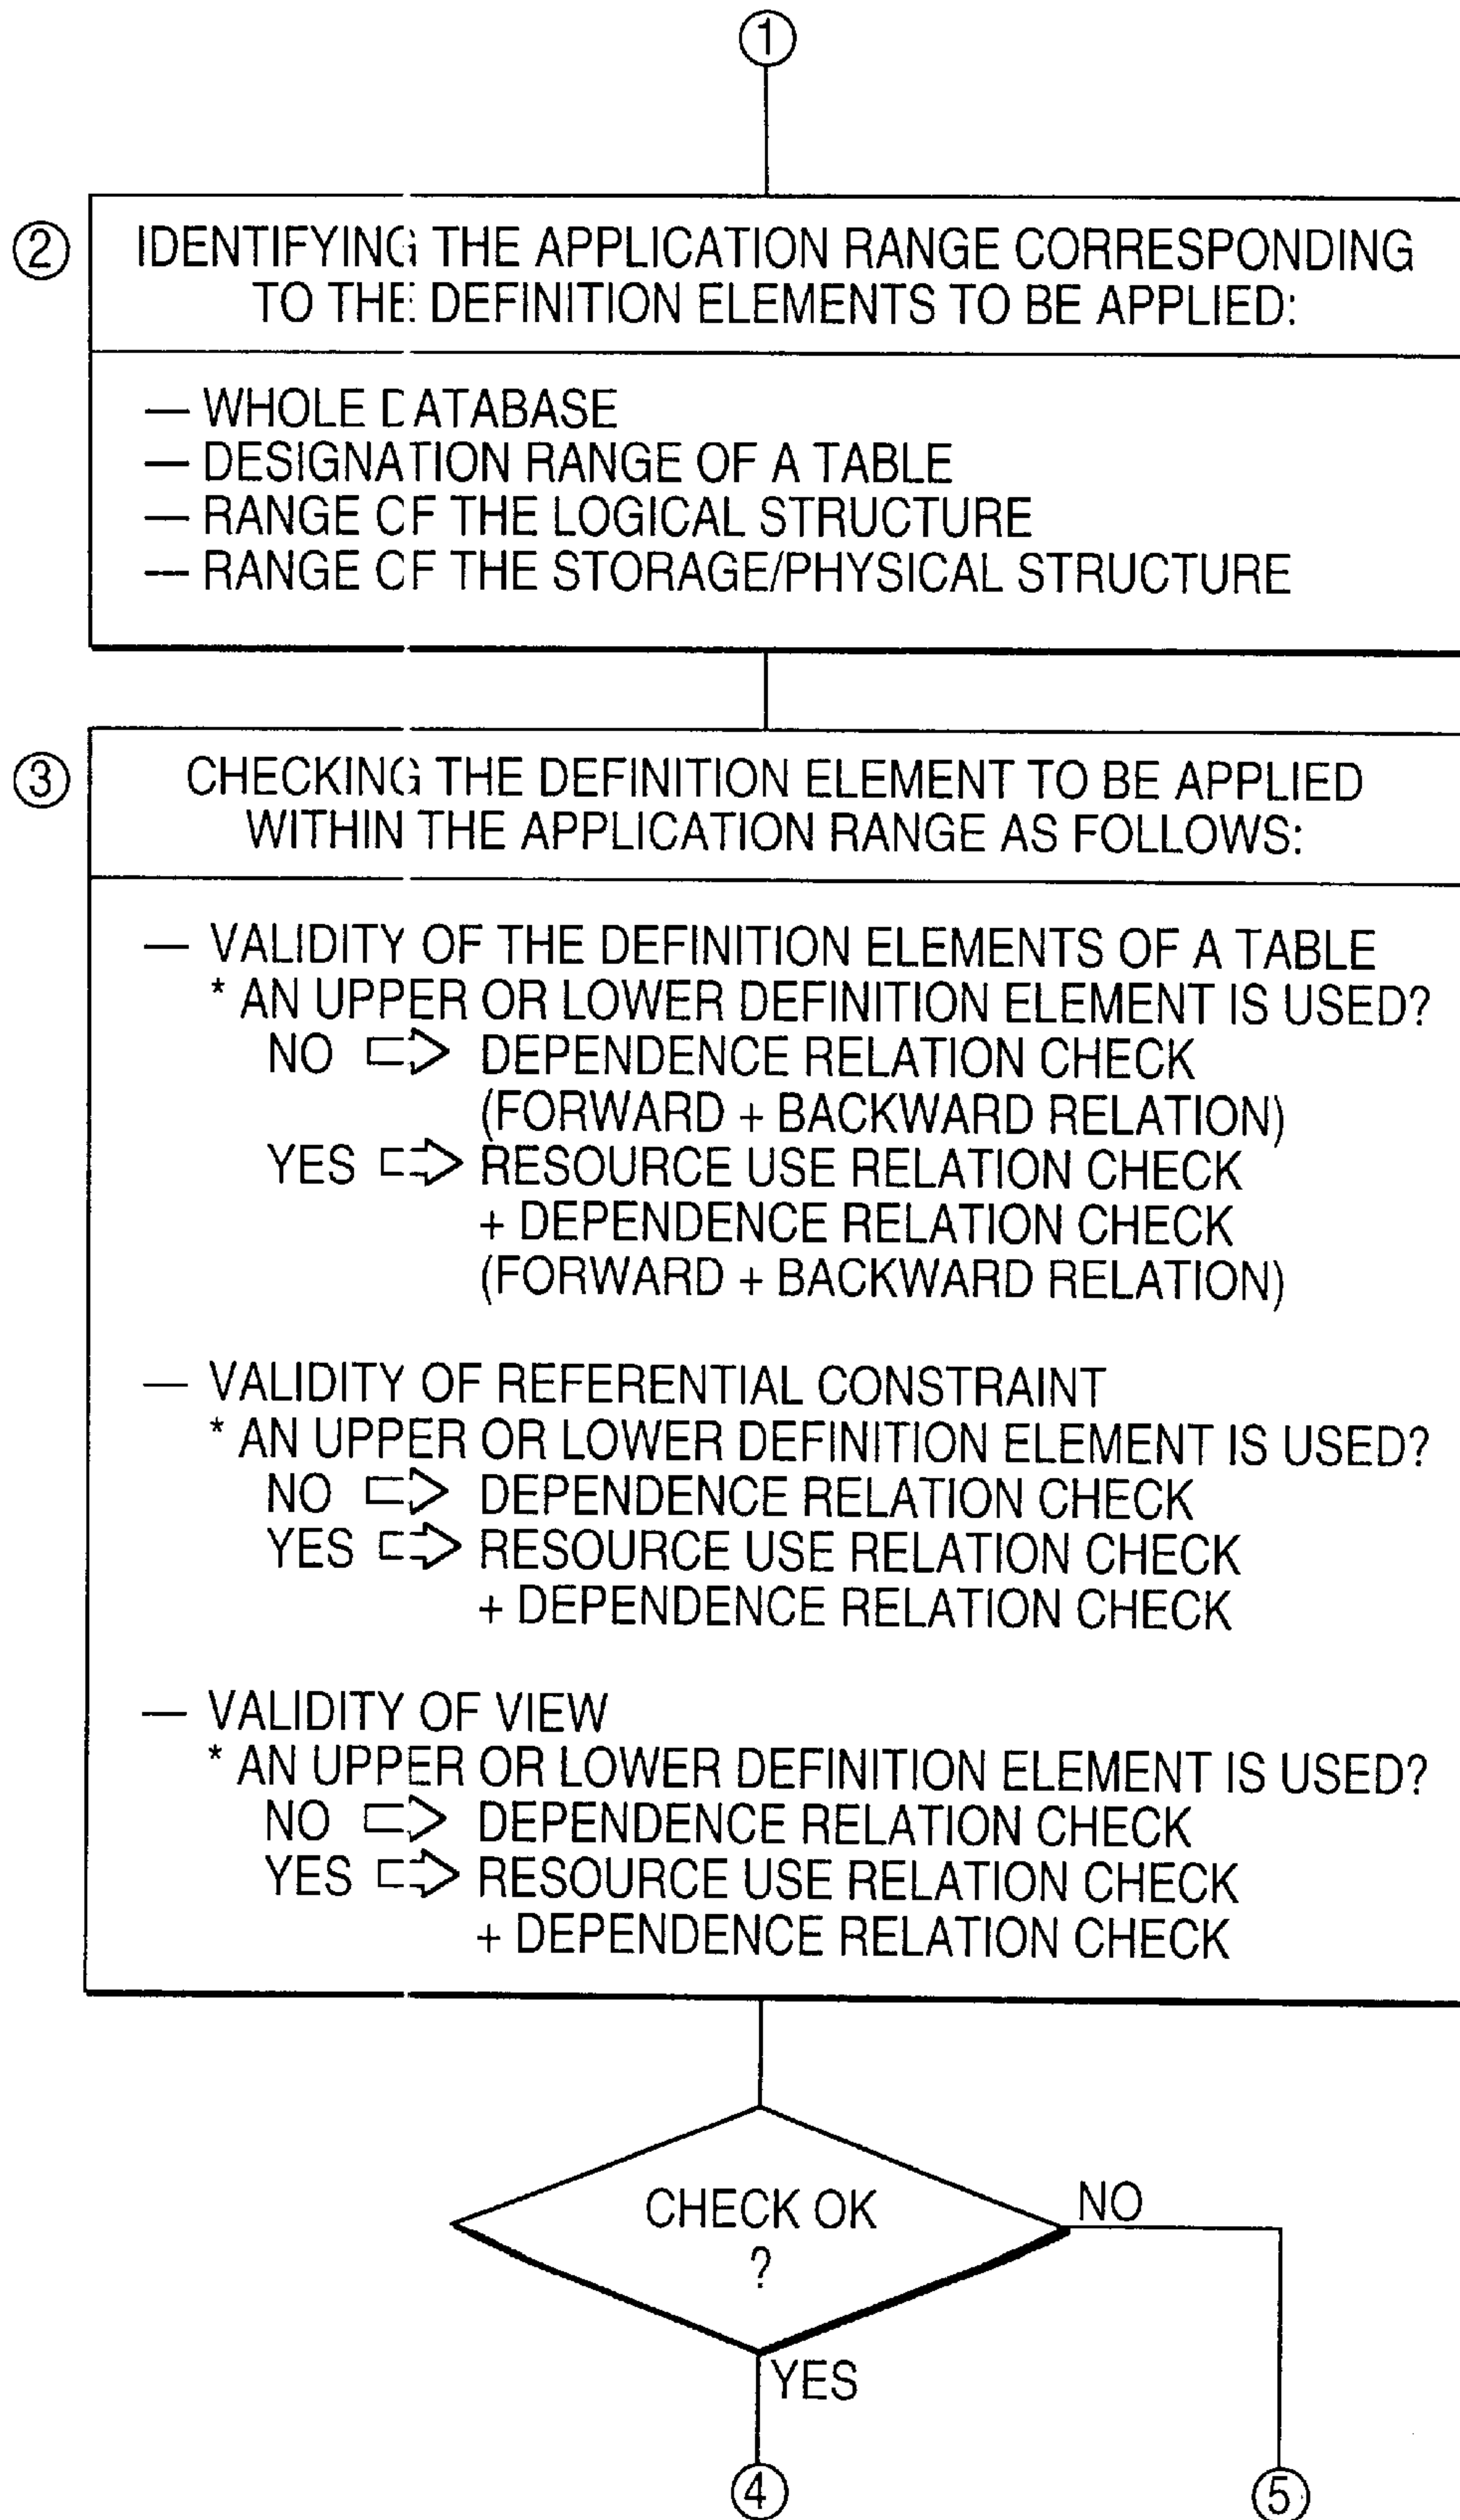 ①
② IDENTIFYING THE APPLICATION RANGE CORRESPONDING
TO THE DEFINITION ELEMENTS TO BE APPLIED:
— WHOLE DATABASE
— DESIGNATION RANGE OF A TABLE
— RANGE OF THE LOGICAL STRUCTURE
— RANGE OF THE STORAGE/PHYSICAL STRUCTURE
③ CHECKING THE DEFINITION ELEMENT TO BE APPLIED
WITHIN THE APPLICATION RANGE AS FOLLOWS:
— VALIDITY OF THE DEFINITION ELEMENTS OF A TABLE
* AN UPPER OR LOWER DEFINITION ELEMENT IS USED?
NO ⇨ DEPENDENCE RELATION CHECK
(FORWARD + BACKWARD RELATION)
YES ⇨ RESOURCE USE RELATION CHECK
+ DEPENDENCE RELATION CHECK
(FORWARD + BACKWARD RELATION)
— VALIDITY OF REFERENTIAL CONSTRAINT
* AN UPPER OR LOWER DEFINITION ELEMENT IS USED?
NO ⇨ DEPENDENCE RELATION CHECK
YES ⇨ RESOURCE USE RELATION CHECK
+ DEPENDENCE RELATION CHECK
— VALIDITY OF VIEW
* AN UPPER OR LOWER DEFINITION ELEMENT IS USED?
NO ⇨ DEPENDENCE RELATION CHECK
YES ⇨ RESOURCE USE RELATION CHECK
+ DEPENDENCE RELATION CHECK
CHECK OK
?
NO
YES
④ ⑤